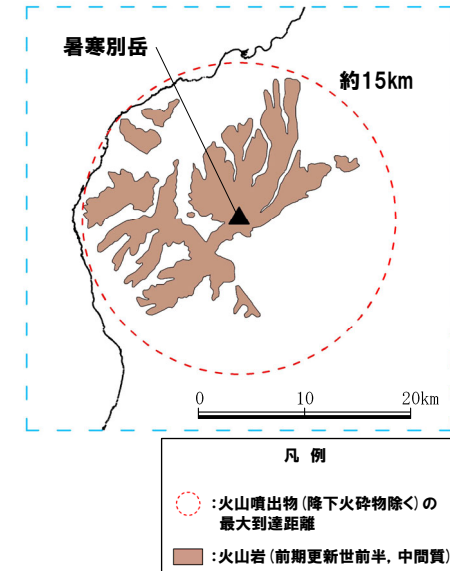 暑寒別岳
約15km
0 10 20km
凡 例
:火山噴出物(降下火砕物除く)の
最大到達距離
:火山岩(前期更新世前半, 中間質)